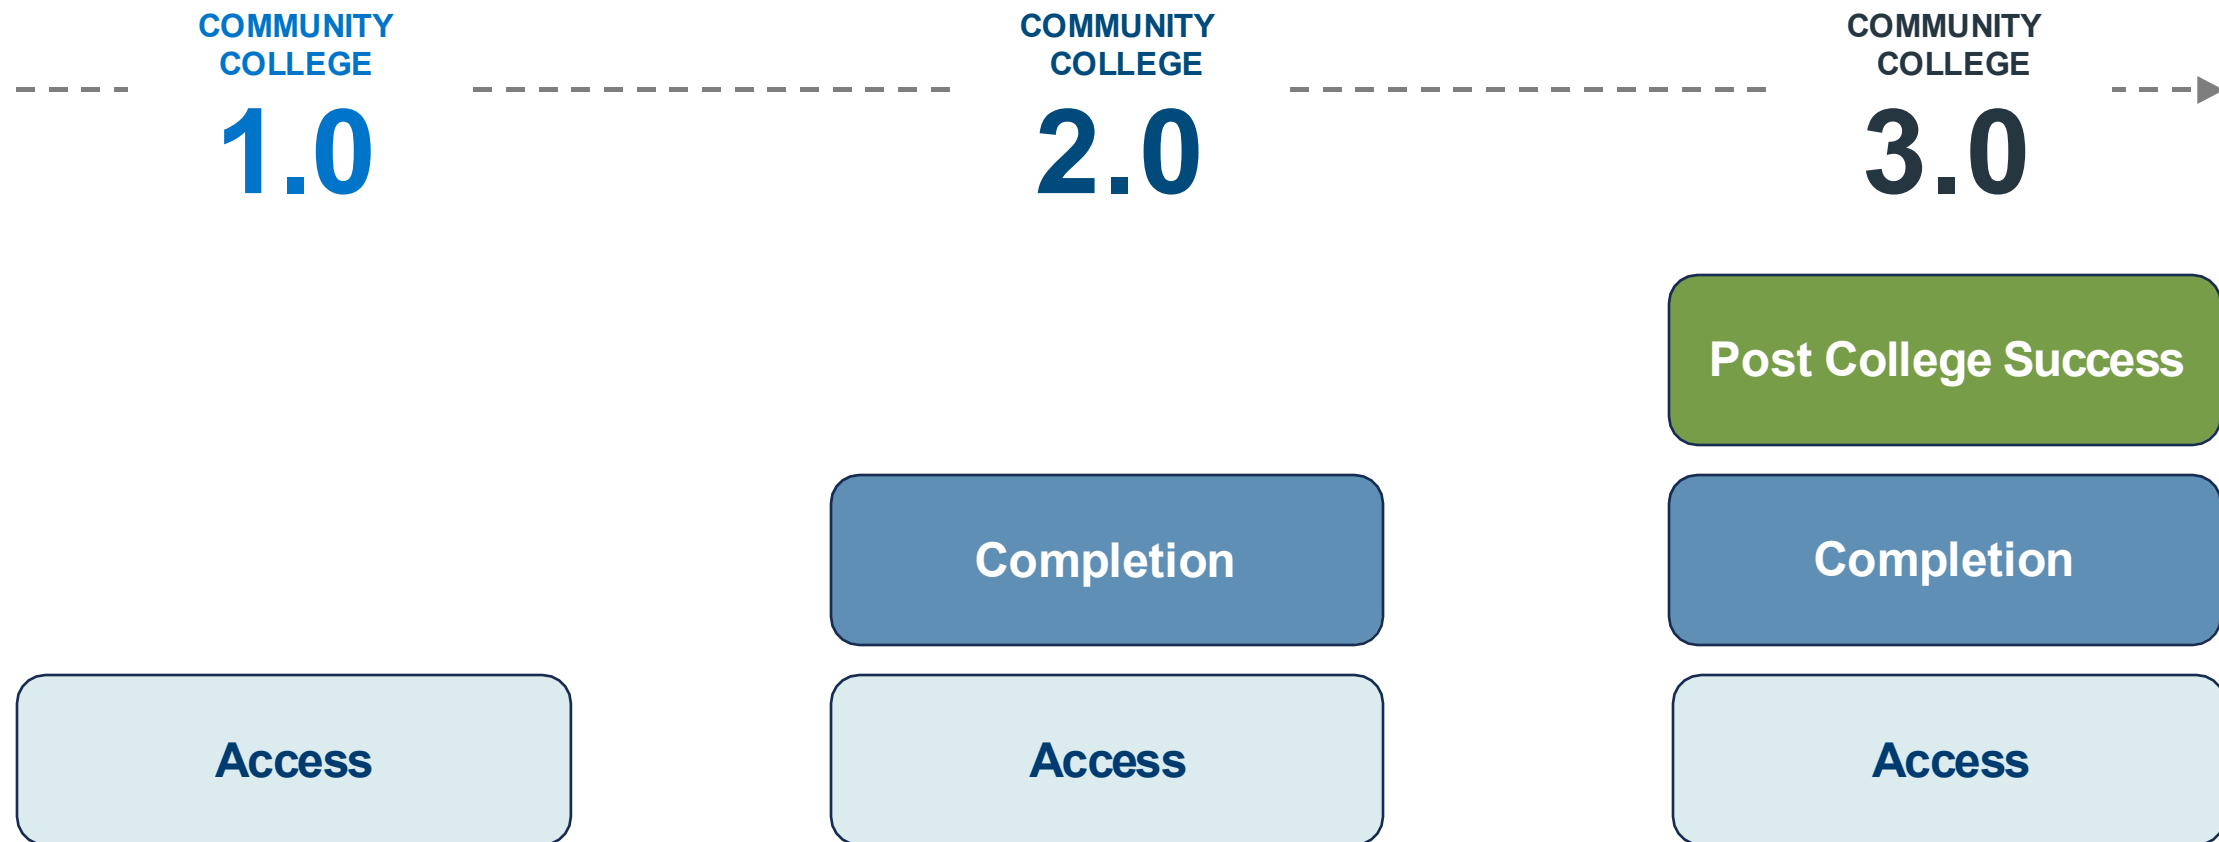 COMMUNITY
COLLEGE
1.0
COMMUNITY
COLLEGE
2.0
COMMUNITY
COLLEGE
3.0
Post College Success
Completion
Completion
Access
Access
Access